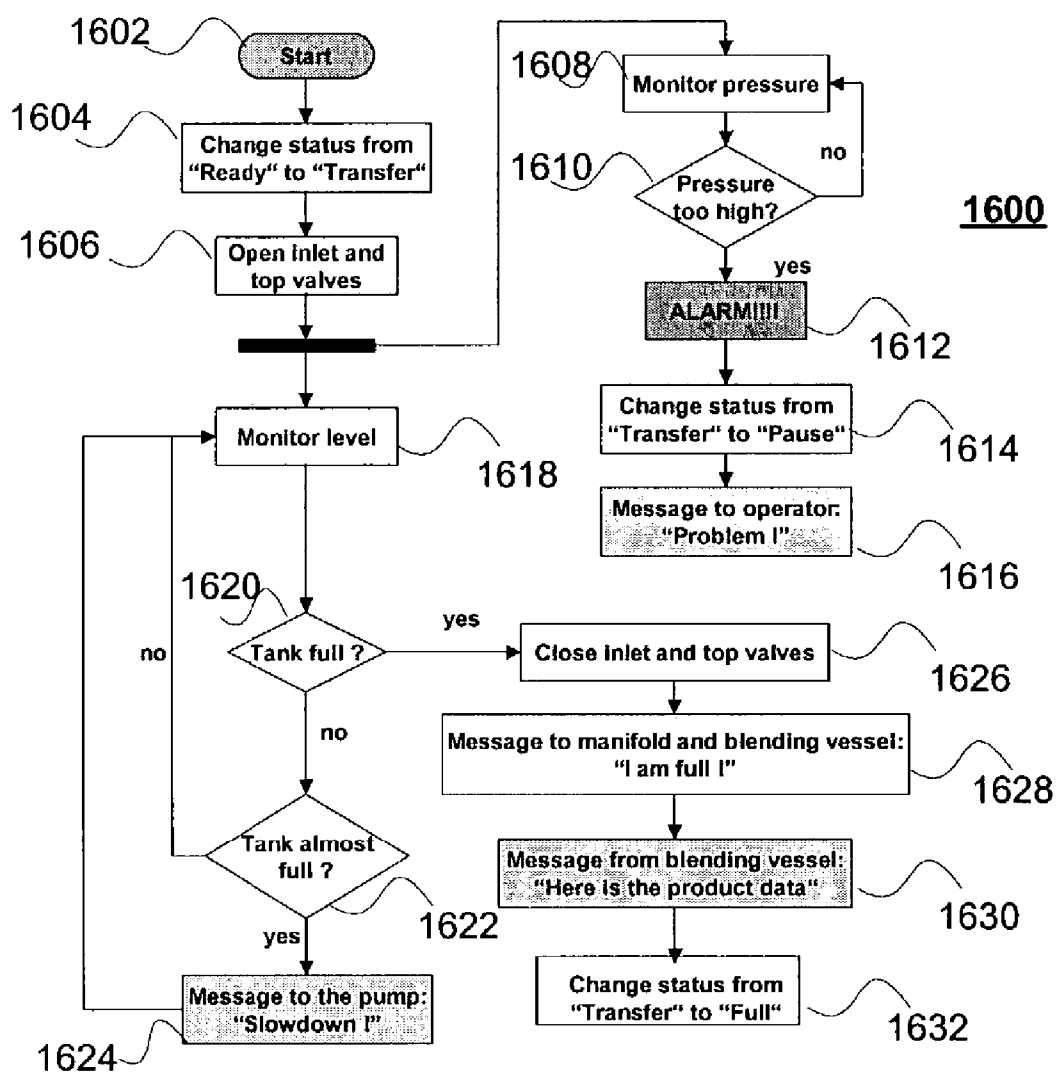 1602
Start
1604
Change status from
“Ready“ to “Transfer“
1606
Open inlet and
top valves
1608
Monitor pressure
no
1610
Pressure
too high?
yes
1600
ALARM!!!!
1612
Change status from
“Transfer“ to “Pause“
1614
Message to operator:
“Problem !”
1616
Monitor level
1618
1620
Tank full ?
yes
no
no
Close inlet and top valves
1626
Message to manifold and blending vessel:
“I am full !”
1628
Tank almost
full ?
1622
yes
Message from blending vessel:
“Here is the product data“
1630
Message to the pump:
“Slowdown !”
1624
Change status from
“Transfer“ to “Full“
1632